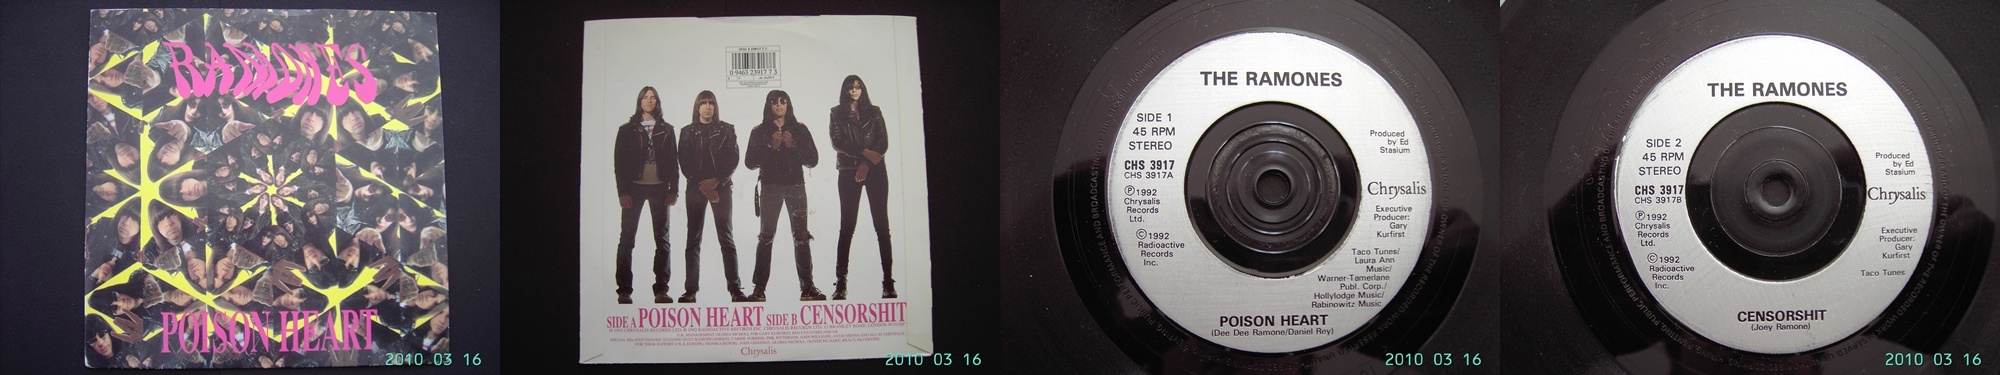 RAMONES
POISON HEART
2010 03 16
0 9463 23917 7 3
SIDE A POISON HEART SIDE B CENSORSHIT
Chrysalis
2010 03 16
THE RAMONES
SIDE 1
45 RPM
STEREO
CHS 3917
CHS 3917A
Ⓟ1992
Chrysalis
Records
Ltd.
©1992
Radioactive
Records
Inc.
Produced
by Ed
Stasium
Chrysalis
Executive
Producer:
Gary
Kurfirst
Taco Tunes/
Laura Ann
Music/
Warner-Tamerlane
Publ. Corp./
Hollylodge Music/
Rabinowitz Music
POISON HEART
(Dee Dee Ramone/Daniel Rey)
2010 03 16
THE RAMONES
SIDE 2
45 RPM
STEREO
CHS 3917
CHS 3917B
Ⓟ1992
Chrysalis
Records
Ltd.
©1992
Radioactive
Records
Inc.
Produced
by Ed
Stasium
Chrysalis
Executive
Producer:
Gary
Kurfirst
Taco Tunes
CENSORSHIT
(Joey Ramone)
2010 03 16